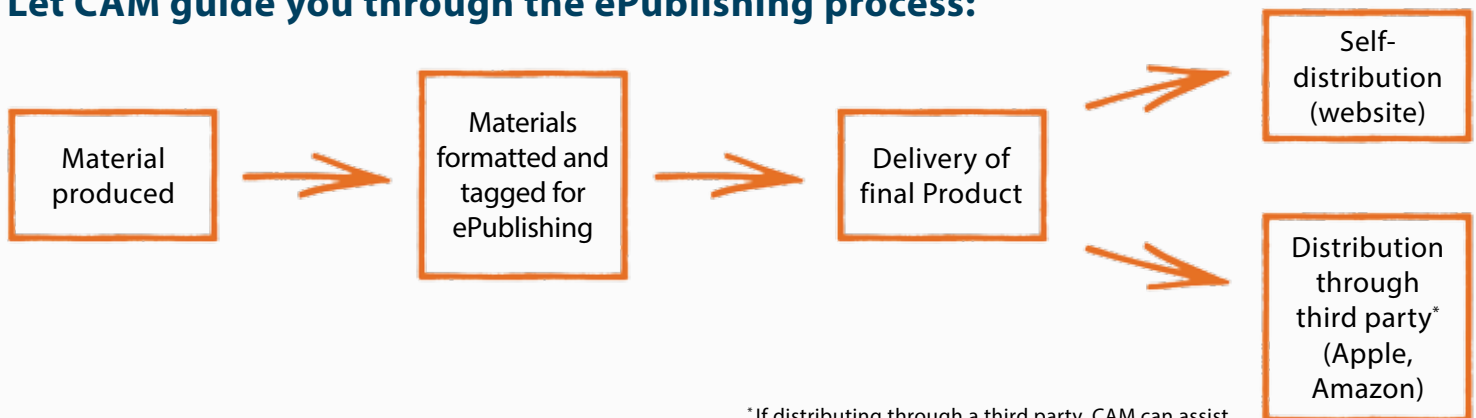 Let CAM guide you through the ePublishing process:
Material
produced
Materials
formatted and
tagged for
ePublishing
Delivery of
final Product
Self-
distribution
(website)
Distribution
through
third party*
(Apple,
Amazon)
*If distributing through a third party, CAM can assist